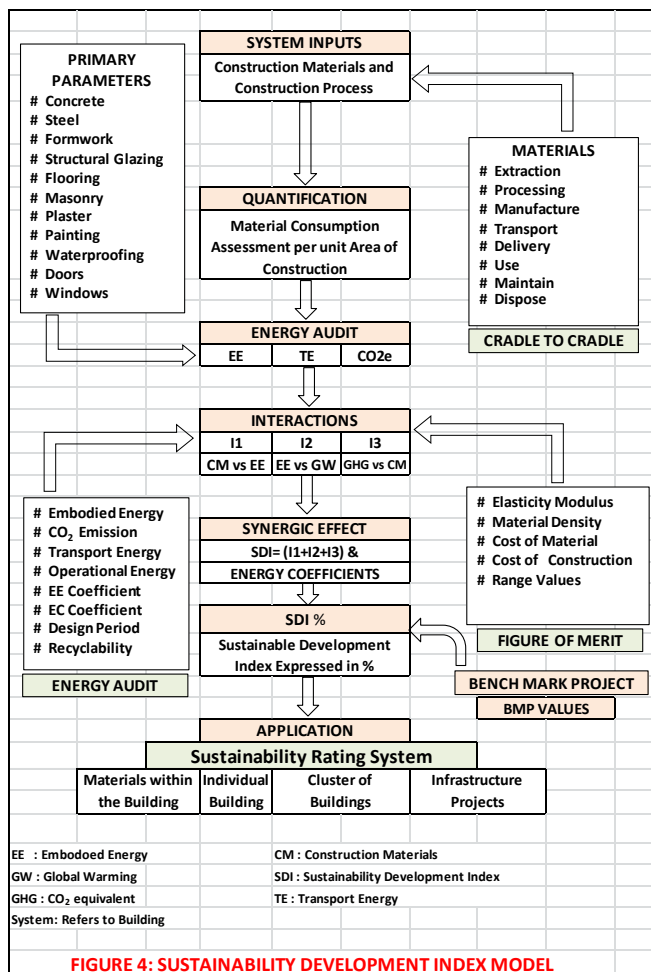 SYSTEM INPUTS
Construction Materials and
Construction Process
PRIMARY
PARAMETERS
# Concrete
# Steel
# Formwork
# Structural Glazing
# Flooring
# Masonry
# Plaster
# Painting
# Waterproofing
# Doors
# Windows
MATERIALS
# Extraction
# Processing
# Manufacture
# Transport
# Delivery
# Use
# Maintain
# Dispose
CRADLE TO CRADLE
QUANTIFICATION
Material Consumption
Assessment per unit Area of
Construction
ENERGY AUDIT
EE TE CO2e
INTERACTIONS
I1 I2 I3
CM vs EE EE vs GW GHG vs CM
# Embodied Energy
# CO₂ Emission
# Transport Energy
# Operational Energy
# EE Coefficient
# EC Coefficient
# Design Period
# Recyclability
ENERGY AUDIT
# Elasticity Modulus
# Material Density
# Cost of Material
# Cost of Construction
# Range Values
FIGURE OF MERIT
SYNERGIC EFFECT
SDI= (I1+I2+I3) &
ENERGY COEFFICIENTS
SDI %
Sustainable Development
Index Expressed in %
BENCH MARK PROJECT
BMP VALUES
APPLICATION
Sustainability Rating System
Materials within
the Building
Individual
Building
Cluster of
Buildings
Infrastructure
Projects
EE : Embodoed Energy
CM : Construction Materials
GW : Global Warming
SDI : Sustainability Development Index
GHG : CO₂ equivalent
TE : Transport Energy
System: Refers to Building
FIGURE 4: SUSTAINABILITY DEVELOPMENT INDEX MODEL